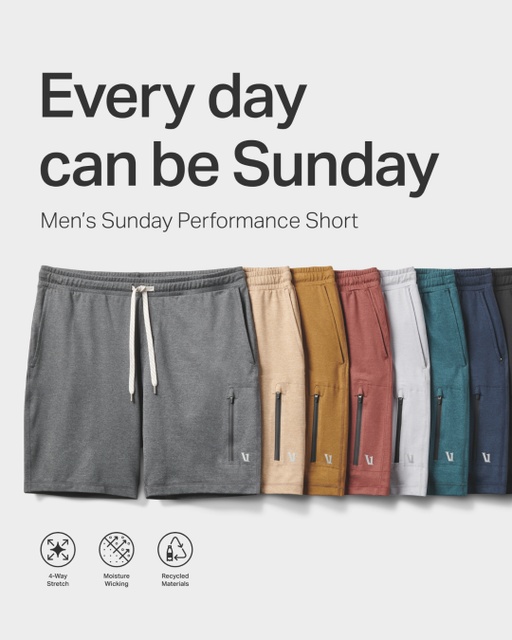 Every day
can be Sunday
Men's Sunday Performance Short
4-Way
Stretch
Moisture
Wicking
Recycled
Materials